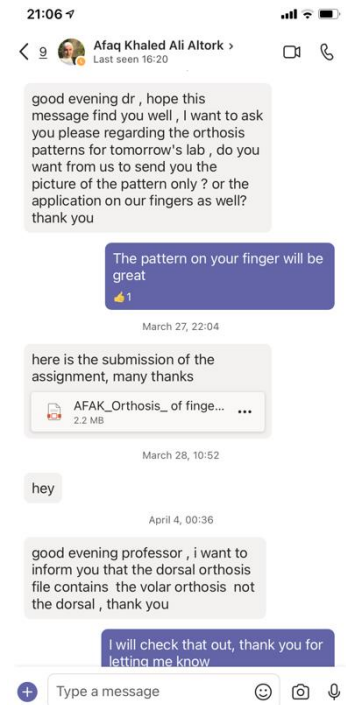 21:06
9
Afaq Khaled Ali Altork >
Last seen 16:20
good evening dr , hope this
message find you well , I want to ask
you please regarding the orthosis
patterns for tomorrow's lab , do you
want from us to send you the
picture of the pattern only ? or the
application on our fingers as well?
thank you
The pattern on your finger will be
great
👍1
March 27, 22:04
here is the submission of the
assignment, many thanks
AFAK_Orthosis_ of finge...
2.2 MB
March 28, 10:52
hey
April 4, 00:36
good evening professor , i want to
inform you that the dorsal orthosis
file contains the volar orthosis not
the dorsal , thank you
I will check that out, thank you for
letting me know
Type a message